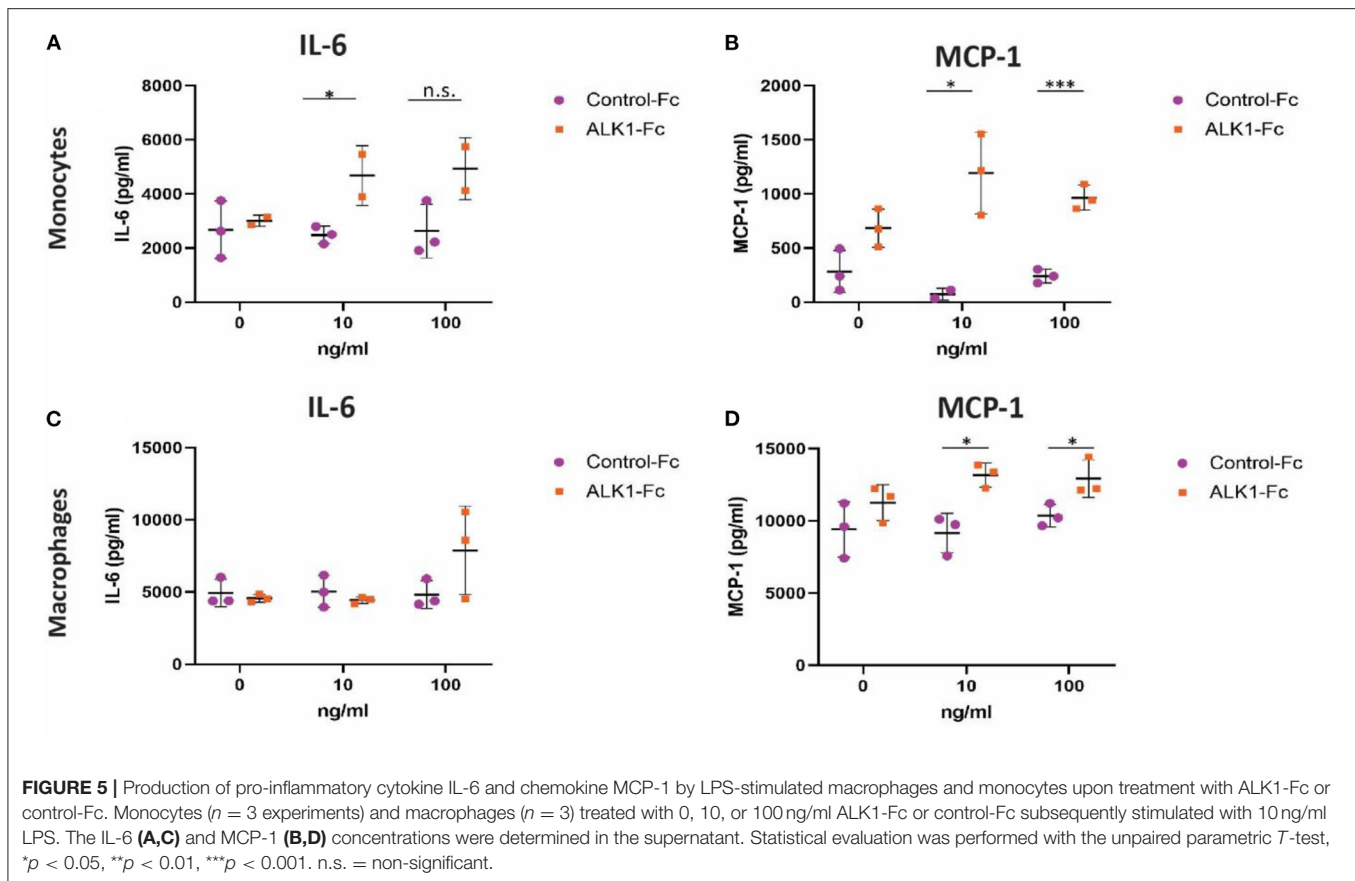 A
IL-6
Monocytes
IL-6 (pg/ml)
8000
6000
4000
2000
0
*
n.s.
Control-Fc
ALK1-Fc
0 10 100
ng/ml
B
MCP-1
MCP-1 (pg/ml)
2000
1500
1000
500
0
*
***
Control-Fc
ALK1-Fc
0 10 100
ng/ml
C
IL-6
Macrophages
IL-6 (pg/ml)
15000
10000
5000
0
Control-Fc
ALK1-Fc
0 10 100
ng/ml
D
MCP-1
MCP-1 (pg/ml)
15000
10000
5000
0
*
*
Control-Fc
ALK1-Fc
0 10 100
ng/ml
FIGURE 5 | Production of pro-inflammatory cytokine IL-6 and chemokine MCP-1 by LPS-stimulated macrophages and monocytes upon treatment with ALK1-Fc or
control-Fc. Monocytes (n = 3 experiments) and macrophages (n = 3) treated with 0, 10, or 100 ng/ml ALK1-Fc or control-Fc subsequently stimulated with 10 ng/ml
LPS. The IL-6 (A,C) and MCP-1 (B,D) concentrations were determined in the supernatant. Statistical evaluation was performed with the unpaired parametric T-test,
*p < 0.05, **p < 0.01, ***p < 0.001. n.s. = non-significant.